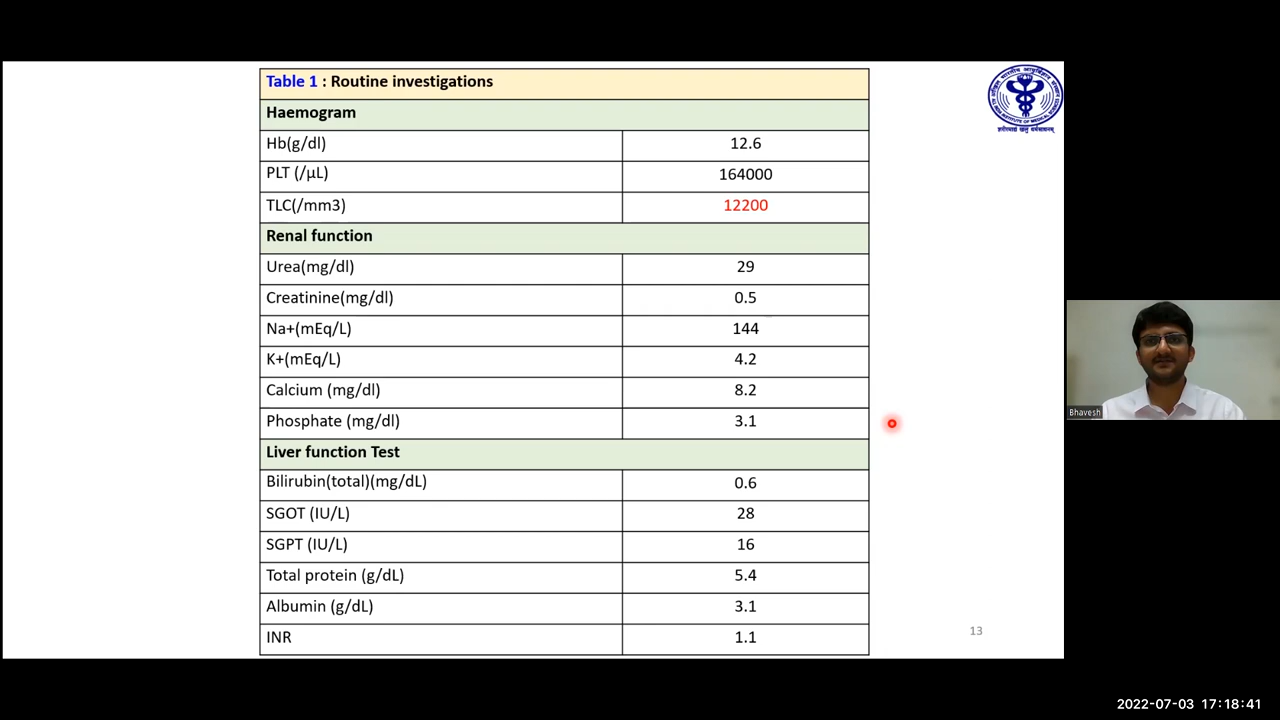 Table 1 : Routine investigations
Haemogram
Hb(g/dl) 12.6
PLT (/µL) 164000
TLC(/mm3) 12200
Renal function
Urea(mg/dl) 29
Creatinine(mg/dl) 0.5
Na+(mEq/L) 144
K+(mEq/L) 4.2
Calcium (mg/dl) 8.2
Phosphate (mg/dl) 3.1
Liver function Test
Bilirubin(total)(mg/dL) 0.6
SGOT (IU/L) 28
SGPT (IU/L) 16
Total protein (g/dL) 5.4
Albumin (g/dL) 3.1
INR 1.1
13
Bhavesh
2022-07-03 17:18:41